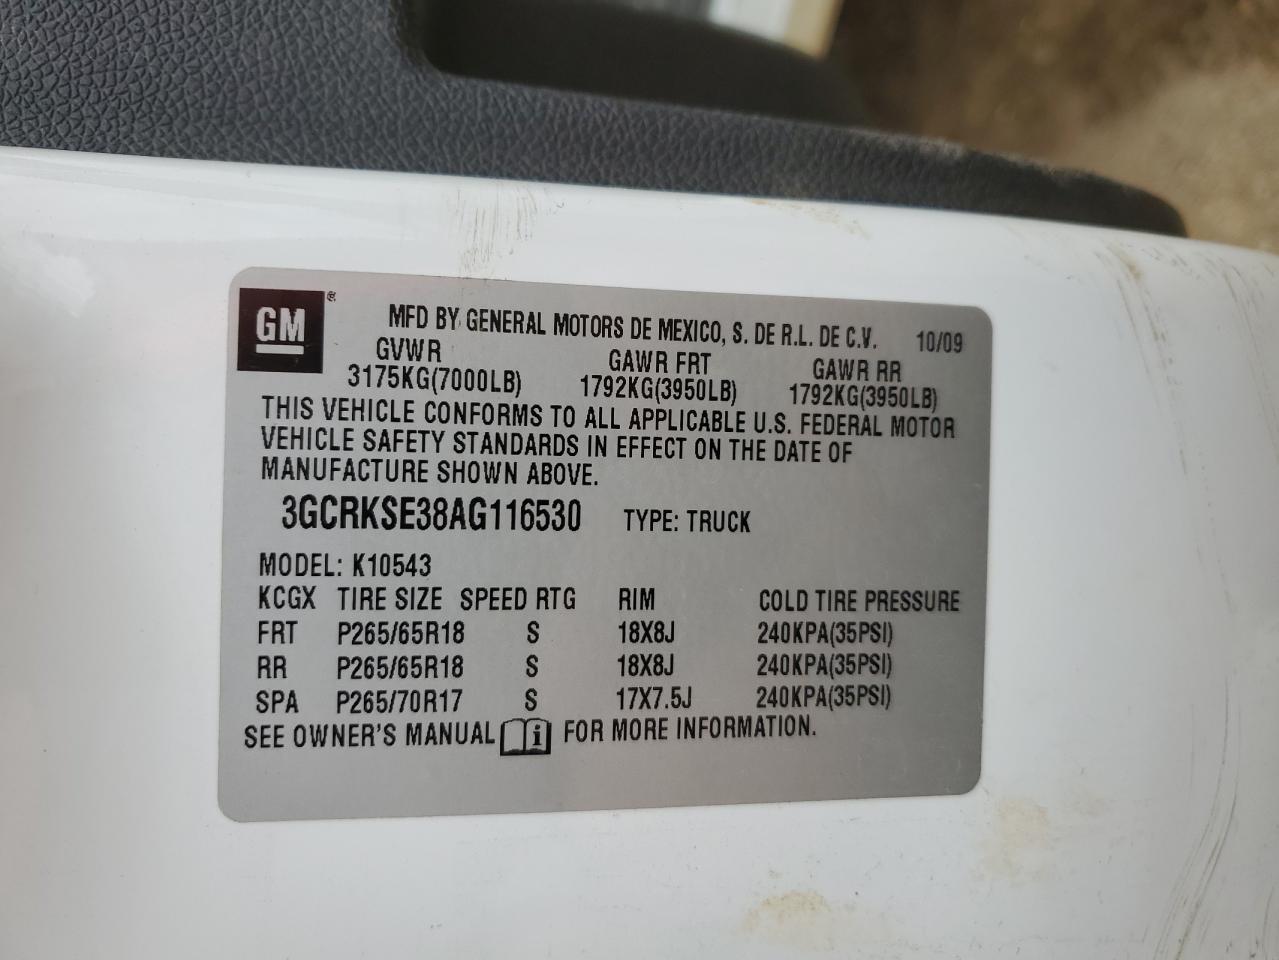 GM ®
MFD BY GENERAL MOTORS DE MEXICO, S. DE R.L. DE C.V. 10/09
GVWR GAWR FRT GAWR RR
3175KG(7000LB) 1792KG(3950LB) 1792KG(3950LB)
THIS VEHICLE CONFORMS TO ALL APPLICABLE U.S. FEDERAL MOTOR
VEHICLE SAFETY STANDARDS IN EFFECT ON THE DATE OF
MANUFACTURE SHOWN ABOVE.
3GCRKSE38AG116530 TYPE: TRUCK
MODEL: K10543
KCGX TIRE SIZE SPEED RTG RIM COLD TIRE PRESSURE
FRT P265/65R18 S 18X8J 240KPA(35PSI)
RR P265/65R18 S 18X8J 240KPA(35PSI)
SPA P265/70R17 S 17X7.5J 240KPA(35PSI)
SEE OWNER'S MANUAL i FOR MORE INFORMATION.